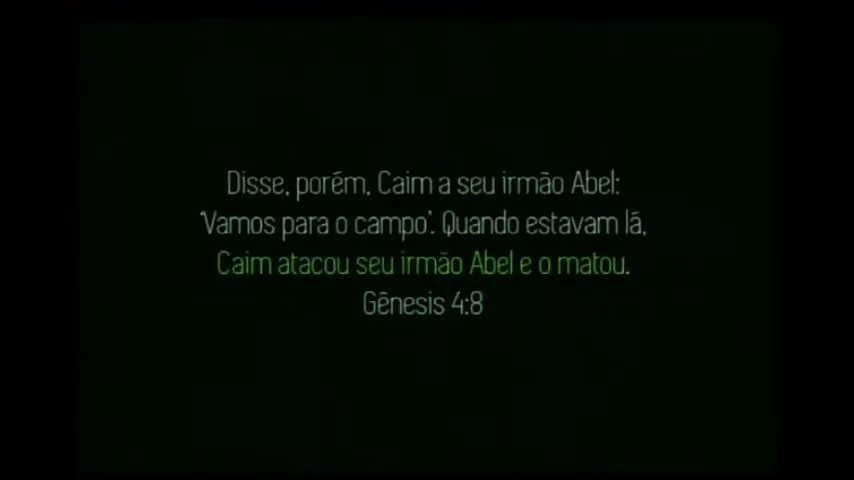 Disse, porém, Caim a seu irmão Abel:
'Vamos para o campo'. Quando estavam lá,
Caim atacou seu irmão Abel e o matou.
Gênesis 4:8